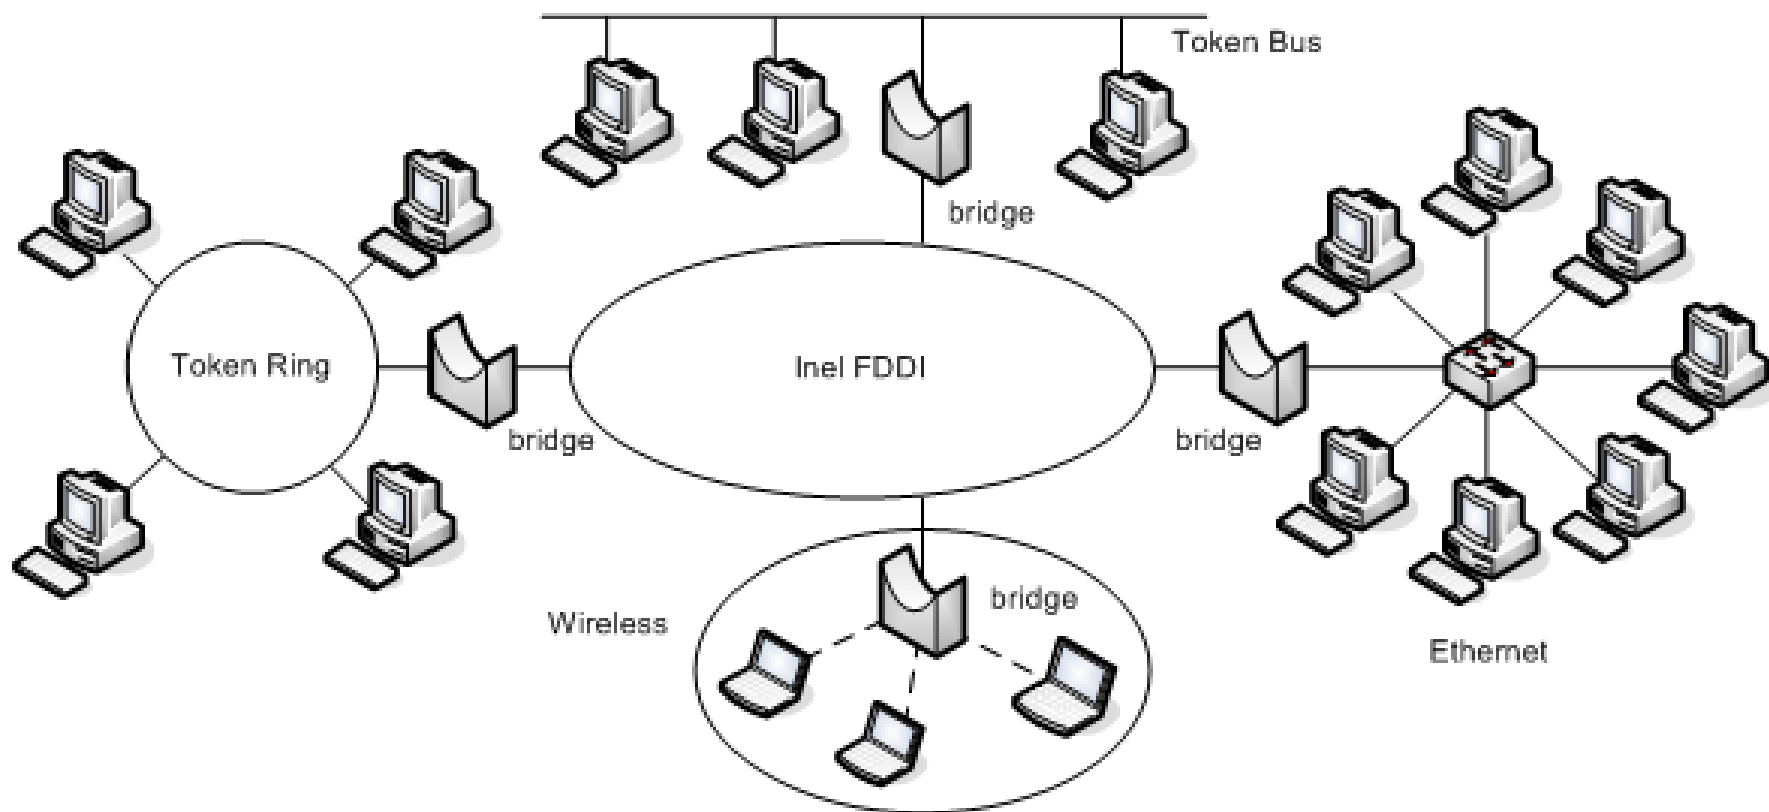 Token Bus
bridge
Token Ring
Inel FDDI
bridge
bridge
bridge
Wireless
Ethernet